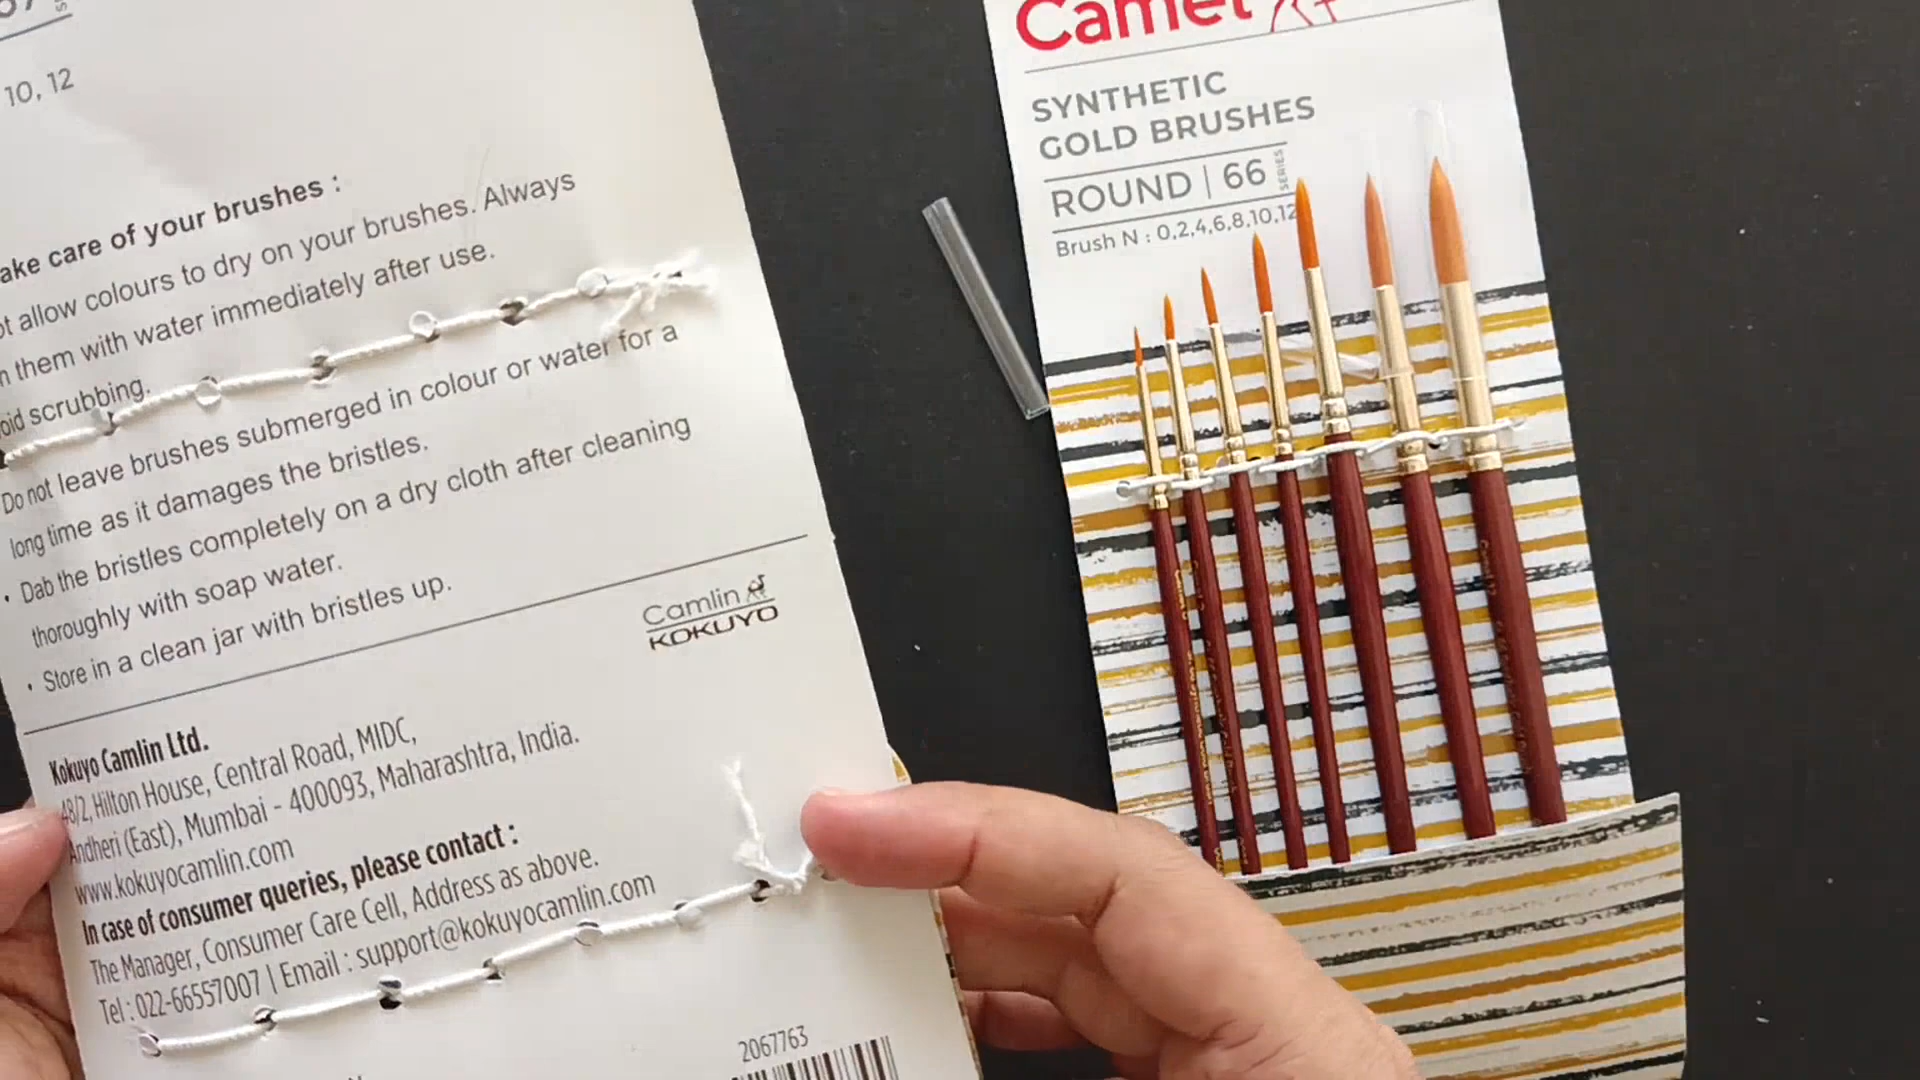 10, 12
ake care of your brushes :
ot allow colours to dry on your brushes. Always
n them with water immediately after use.
oid scrubbing.
Do not leave brushes submerged in colour or water for a
long time as it damages the bristles.
• Dab the bristles completely on a dry cloth after cleaning
thoroughly with soap water.
• Store in a clean jar with bristles up.
Camlin
KOKUYO
Kokuyo Camlin Ltd.
48/2, Hilton House, Central Road, MIDC,
Andheri (East), Mumbai - 400093, Maharashtra, India.
www.kokuyocamlin.com
In case of consumer queries, please contact :
The Manager, Consumer Care Cell, Address as above.
Tel : 022-66557007 | Email : support@kokuyocamlin.com
2067763
Camel
SYNTHETIC
GOLD BRUSHES
ROUND | 66 SERIES
Brush N : 0,2,4,6,8,10,12